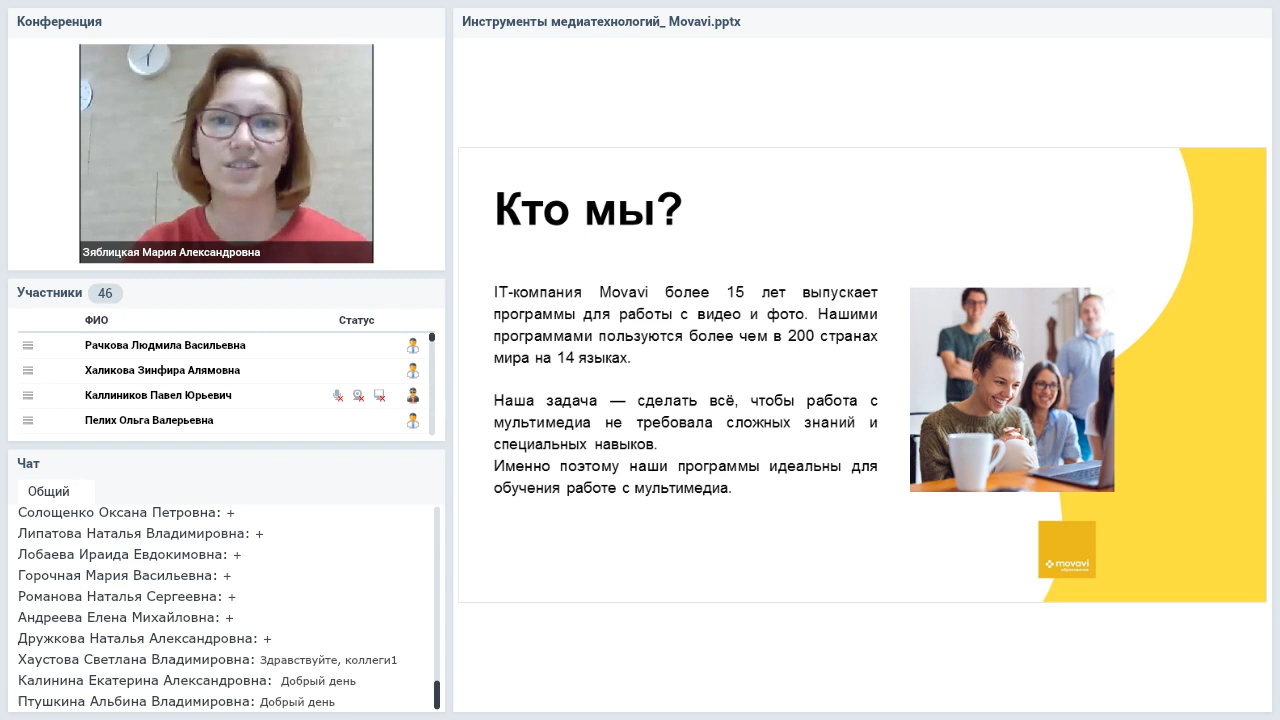 Конференция
Зяблицкая Мария Александровна
Участники 46
ФИО Статус
Рачкова Людмила Васильевна
Халикова Зинфира Алямовна
Каллиников Павел Юрьевич
Пелих Ольга Валерьевна
Чат
Общий
Солощенко Оксана Петровна: +
Липатова Наталья Владимировна: +
Лобаева Ираида Евдокимовна: +
Горочная Мария Васильевна: +
Романова Наталья Сергеевна: +
Андреева Елена Михайловна: +
Дружкова Наталья Александровна: +
Хаустова Светлана Владимировна: Здравствуйте, коллеги1
Калинина Екатерина Александровна: Добрый день
Птушкина Альбина Владимировна: Добрый день
Инструменты медиатехнологий_ Movavi.pptx
Кто мы?
IT-компания Movavi более 15 лет выпускает
программы для работы с видео и фото. Нашими
программами пользуются более чем в 200 странах
мира на 14 языках.
Наша задача — сделать всё, чтобы работа с
мультимедиа не требовала сложных знаний и
специальных навыков.
Именно поэтому наши программы идеальны для
обучения работе с мультимедиа.
movavi